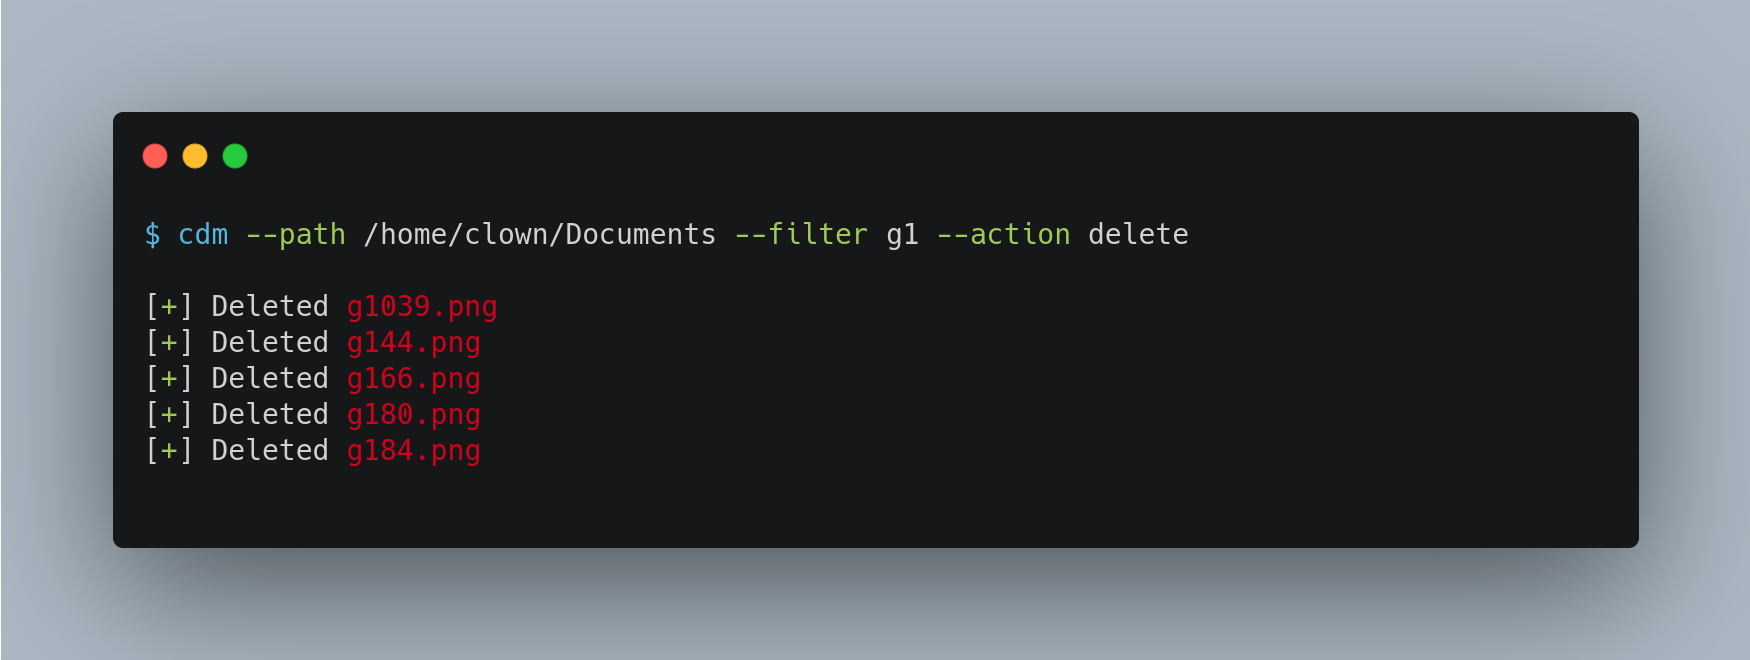 $ cdm --path /home/clown/Documents --filter g1 --action delete
[+] Deleted g1039.png
[+] Deleted g144.png
[+] Deleted g166.png
[+] Deleted g180.png
[+] Deleted g184.png